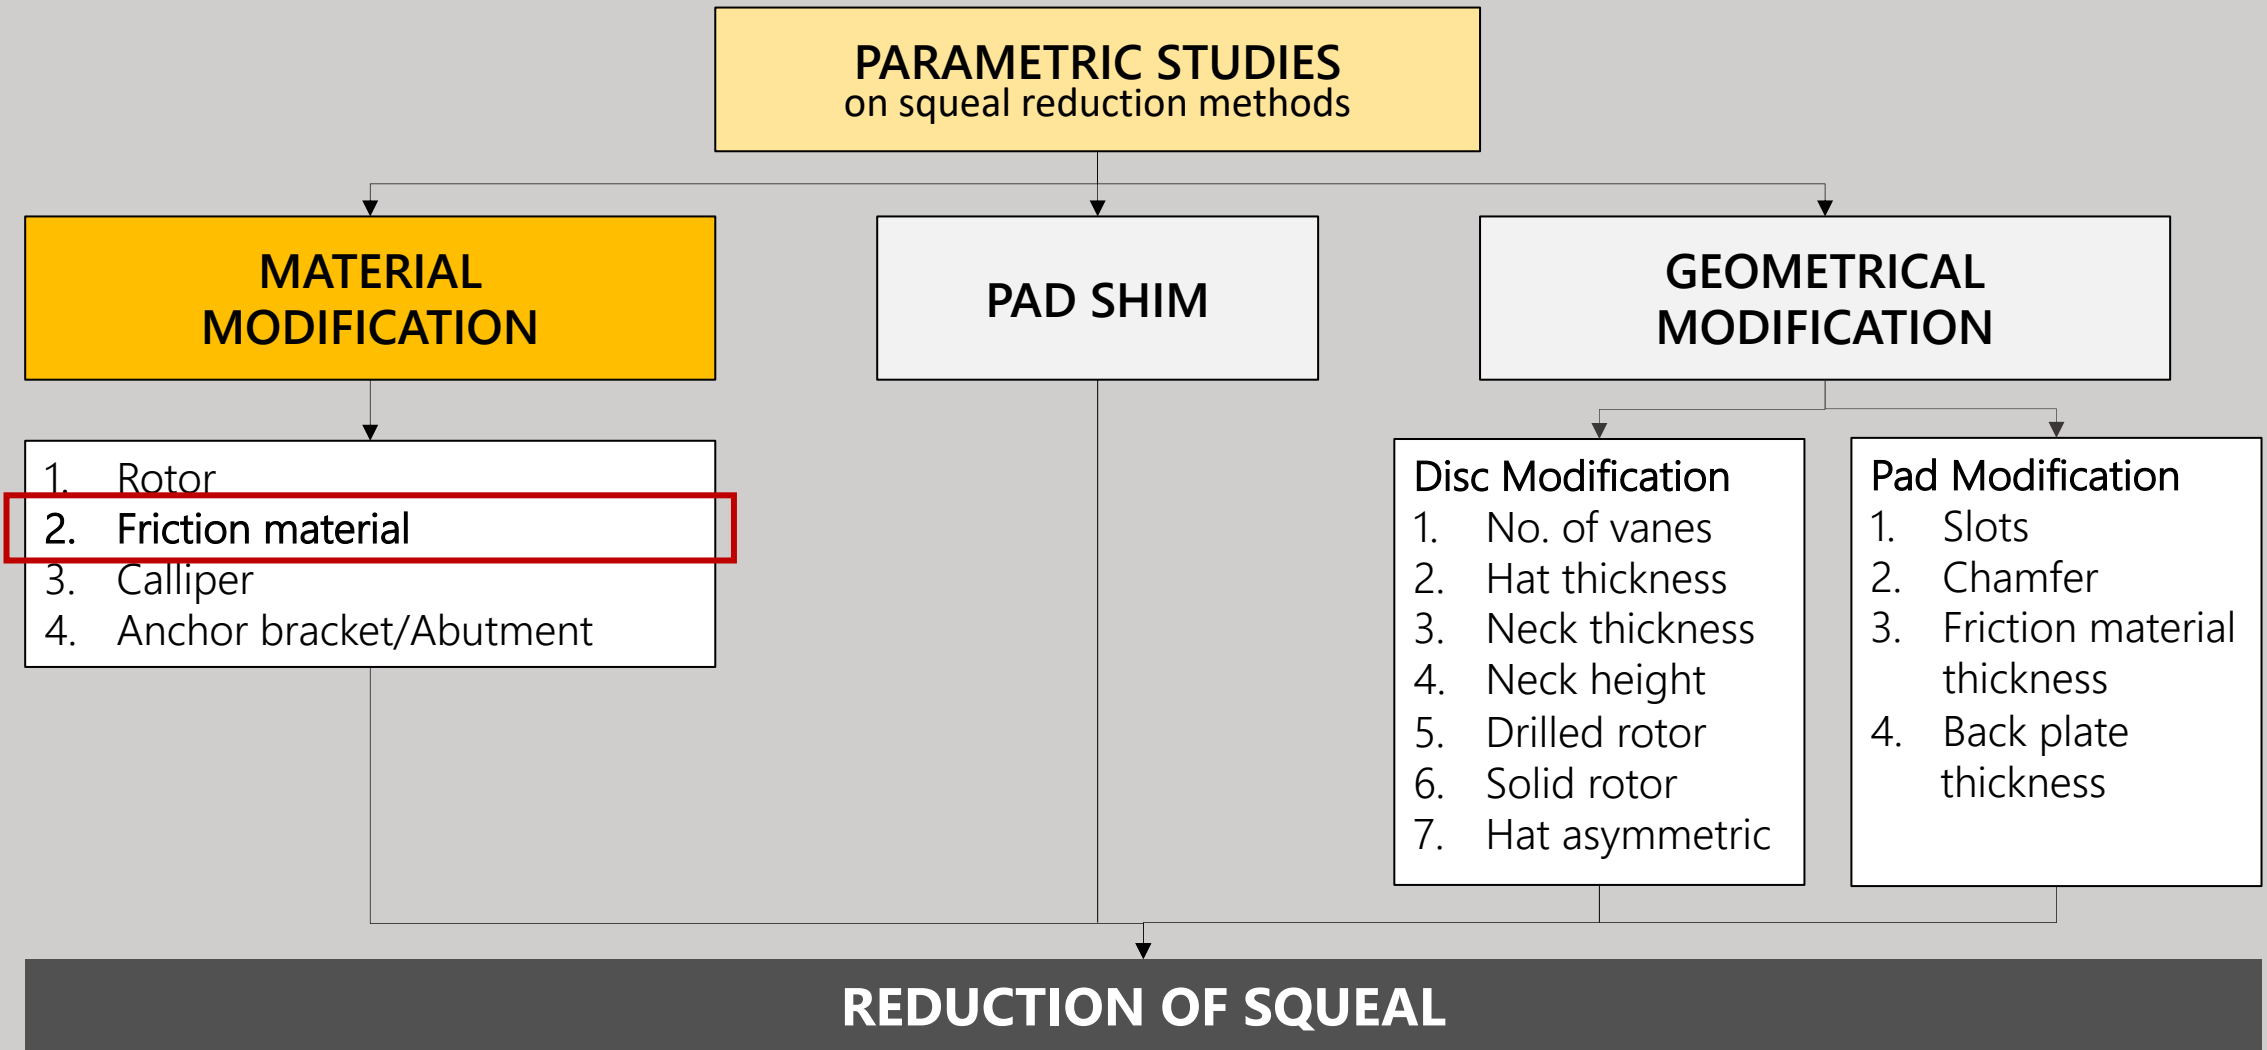 PARAMETRIC STUDIES
on squeal reduction methods
MATERIAL
MODIFICATION
PAD SHIM
GEOMETRICAL
MODIFICATION
1. Rotor
2. Friction material
3. Calliper
4. Anchor bracket/Abutment
Disc Modification
1. No. of vanes
2. Hat thickness
3. Neck thickness
4. Neck height
5. Drilled rotor
6. Solid rotor
7. Hat asymmetric
Pad Modification
1. Slots
2. Chamfer
3. Friction material
thickness
4. Back plate
thickness
REDUCTION OF SQUEAL